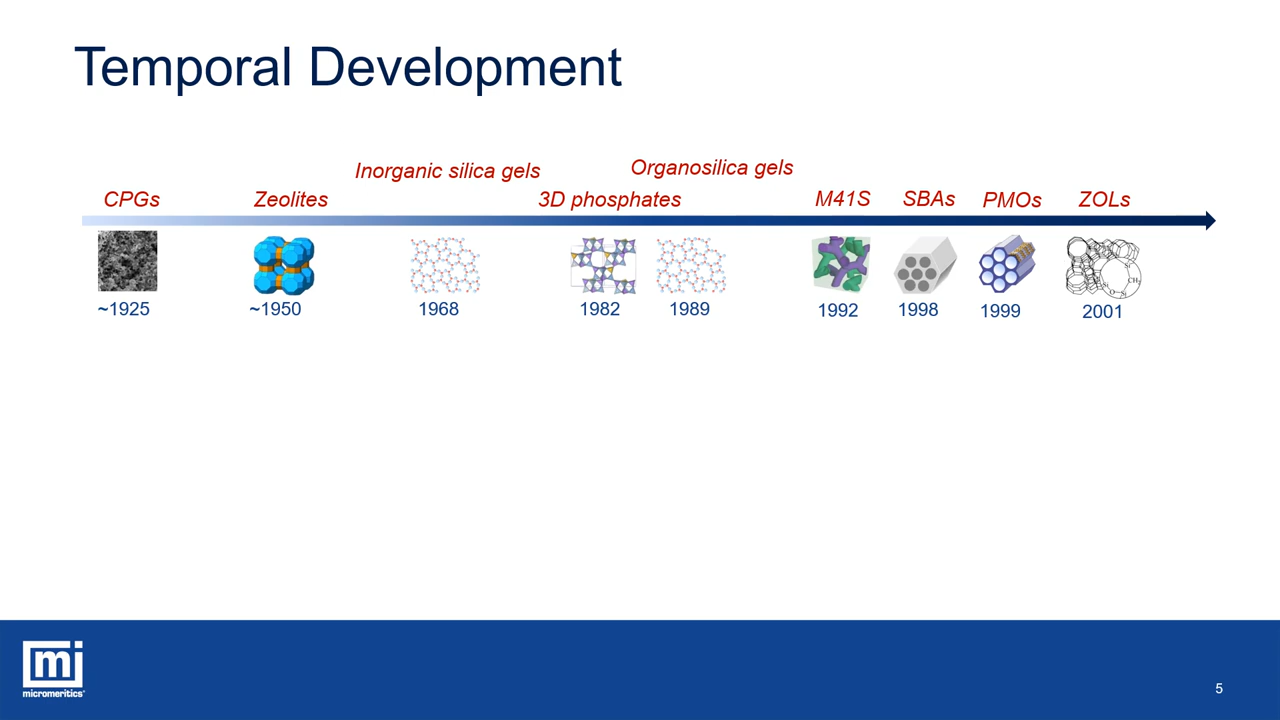 Temporal Development
Inorganic silica gels
Organosilica gels
CPGs
Zeolites
3D phosphates
M41S
SBAs
PMOs
ZOLs
~1925
~1950
1968
1982
1989
1992
1998
1999
2001
mi
micromeritics®
5